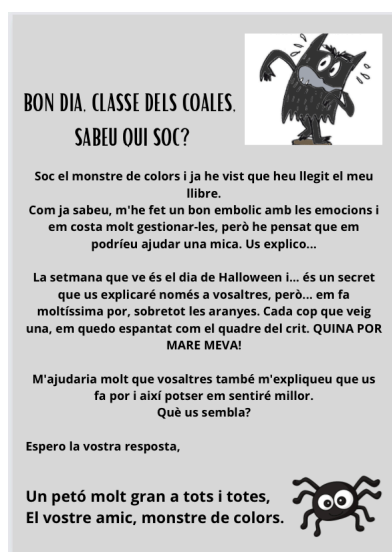 BON DIA, CLASSE DELS COALES,
SABEU QUI SOC?
Soc el monstre de colors i ja he vist que heu llegit el meu
llibre.
Com ja sabeu, m'he fet un bon embolic amb les emocions i
em costa molt gestionar-les, però he pensat que em
podríeu ajudar una mica. Us explico...
La setmana que ve és el dia de Halloween i... és un secret
que us explicaré només a vosaltres, però... em fa
moltíssima por, sobretot les aranyes. Cada cop que veig
una, em quedo espantat com el quadre del crit. QUINA POR
MARE MEVA!
M'ajudaria molt que vosaltres també m'expliqueu que us
fa por i així potser em sentiré millor.
Què us sembla?
Espero la vostra resposta,
Un petó molt gran a tots i totes,
El vostre amic, monstre de colors.